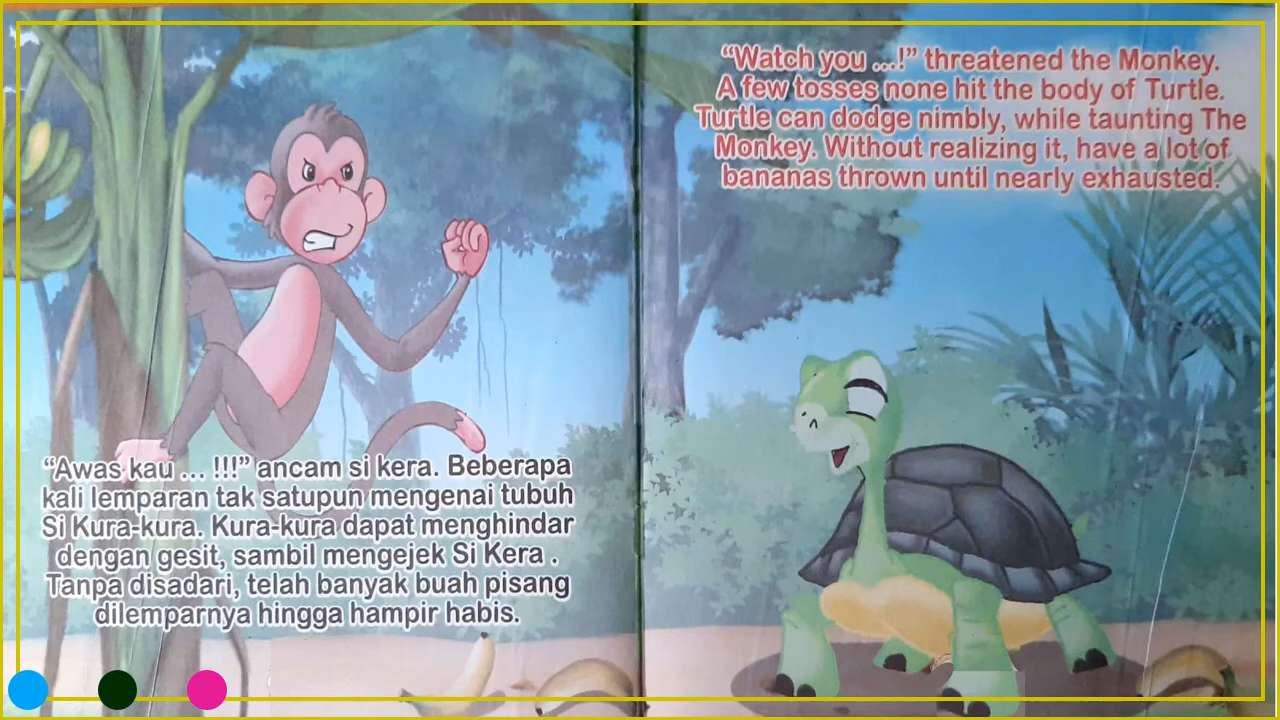 “Awas kau ... !!!” ancam si kera. Beberapa
kali lemparan tak satupun mengenai tubuh
Si Kura-kura. Kura-kura dapat menghindar
dengan gesit, sambil mengejek Si Kera .
Tanpa disadari, telah banyak buah pisang
dilemparnya hingga hampir habis.
“Watch you ...!” threatened the Monkey.
A few tosses none hit the body of Turtle.
Turtle can dodge nimbly, while taunting The
Monkey. Without realizing it, have a lot of
bananas thrown until nearly exhausted.